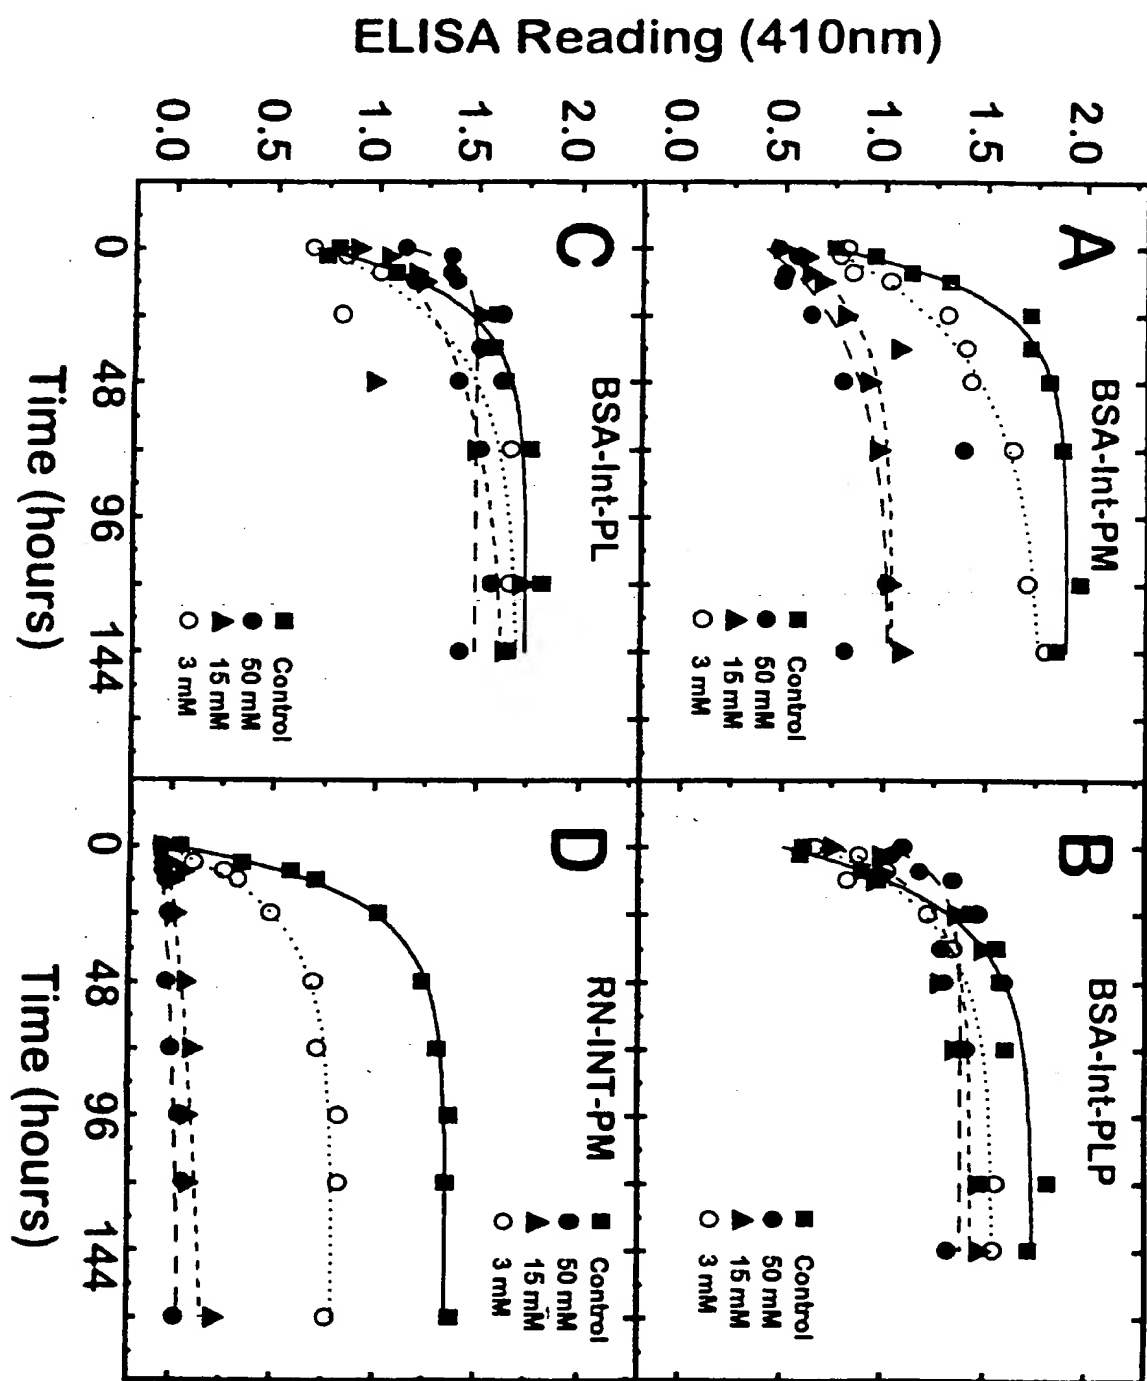 ELISA Reading (410nm)
2.0
1.5
1.0
0.5
0.0
A
BSA-Int-PM
Control
50 mM
15 mM
3 mM
B
BSA-Int-PLP
Control
50 mM
15 mM
3 mM
2.0
1.5
1.0
0.5
0.0
C
BSA-Int-PL
Control
50 mM
15 mM
3 mM
D
RN-INT-PM
Control
50 mM
15 mM
3 mM
0 48 96 144
0 48 96 144
Time (hours)
Time (hours)